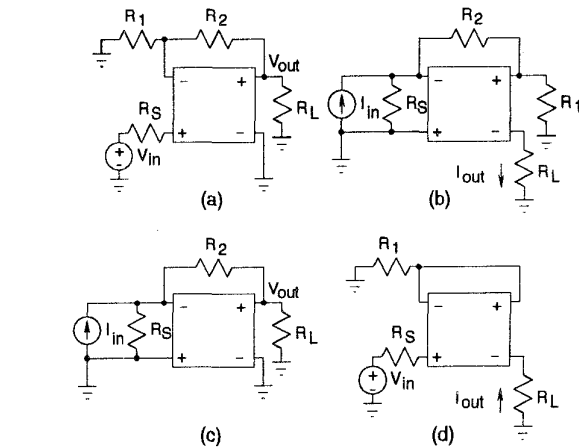 R1 R2
Vout
− +
RS
RL
+ −
+
− Vin
(a)
R2
− +
Iin RS
R1
+ −
Iout ↓ RL
(b)
R2
Vout
− +
Iin RS
RL
+ −
(c)
R1
− +
RS
+ −
+
− Vin
iout ↑ RL
(d)